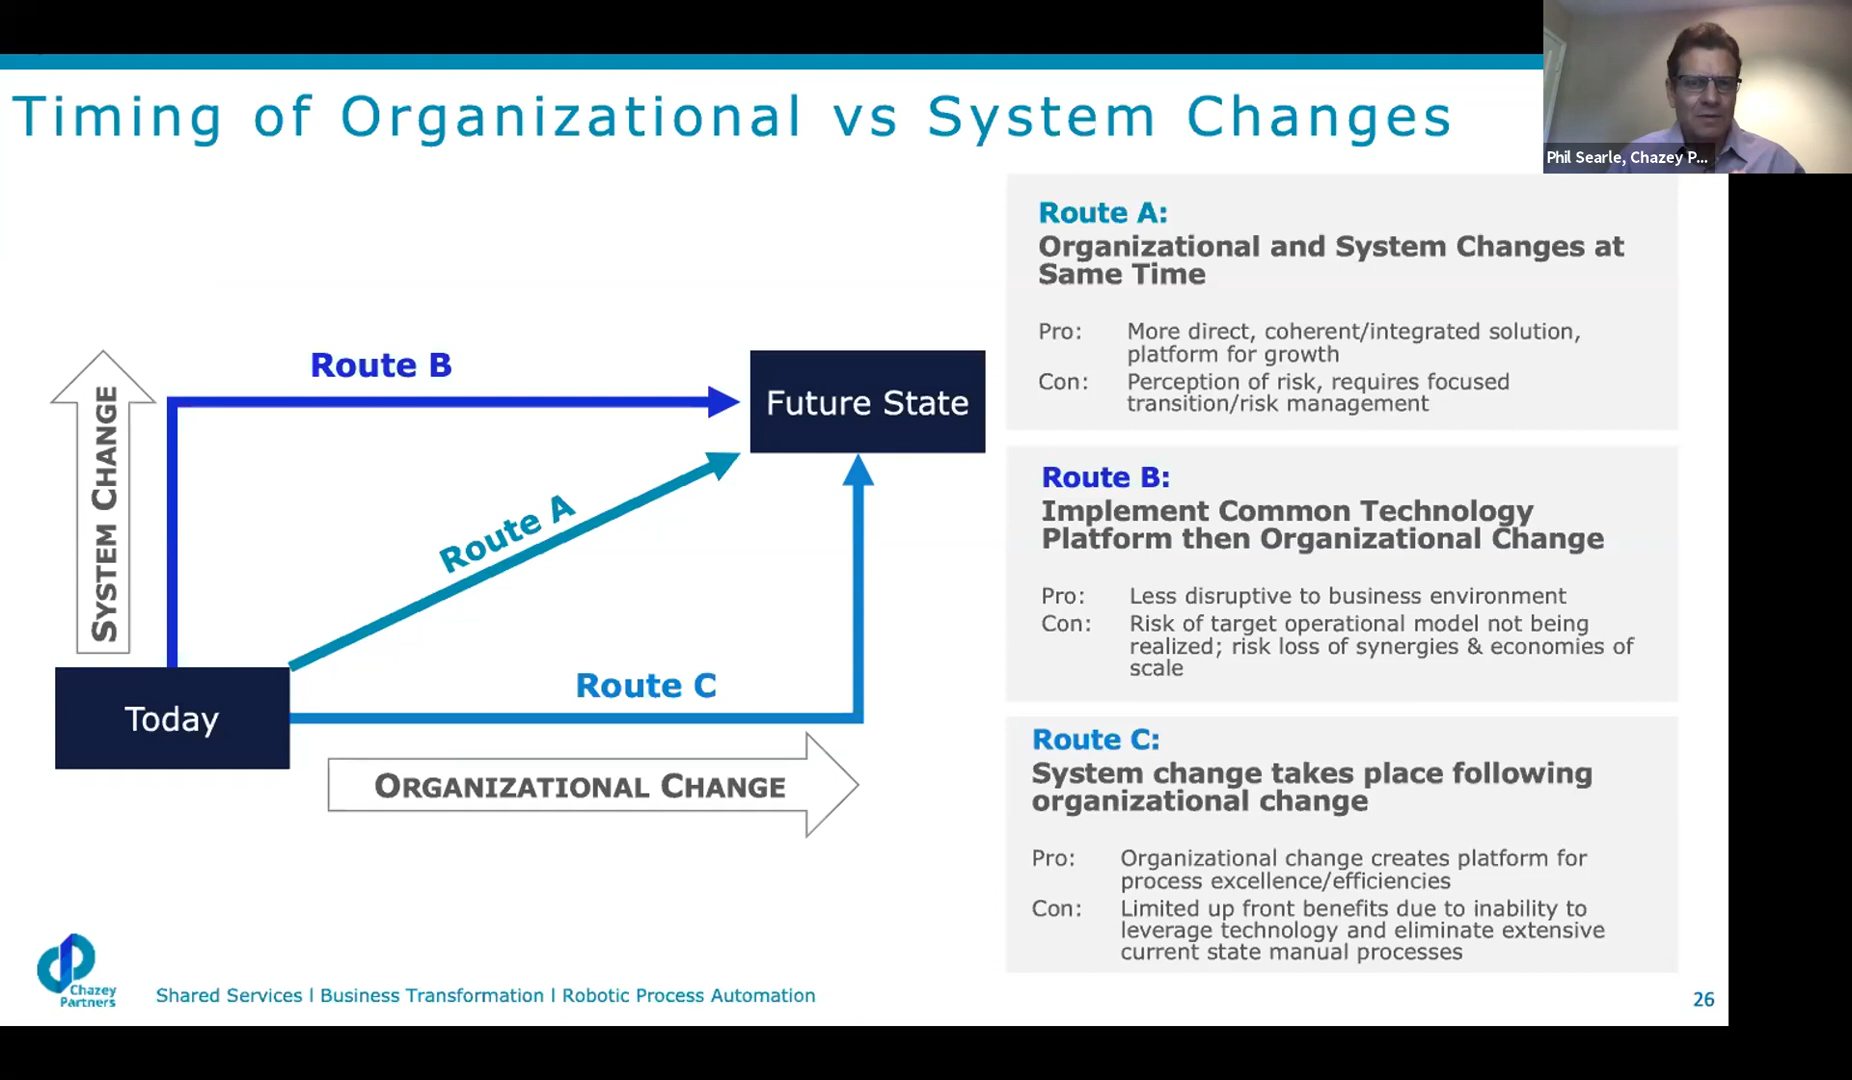 Timing of Organizational vs System Changes
Phil Searle, Chazey P...
Route B
Future State
SYSTEM CHANGE
Route A
Route C
Today
ORGANIZATIONAL CHANGE
Route A:
Organizational and System Changes at
Same Time
Pro: More direct, coherent/integrated solution,
platform for growth
Con: Perception of risk, requires focused
transition/risk management
Route B:
Implement Common Technology
Platform then Organizational Change
Pro: Less disruptive to business environment
Con: Risk of target operational model not being
realized; risk loss of synergies & economies of
scale
Route C:
System change takes place following
organizational change
Pro: Organizational change creates platform for
process excellence/efficiencies
Con: Limited up front benefits due to inability to
leverage technology and eliminate extensive
current state manual processes
Chazey
Partners
Shared Services l Business Transformation l Robotic Process Automation
26